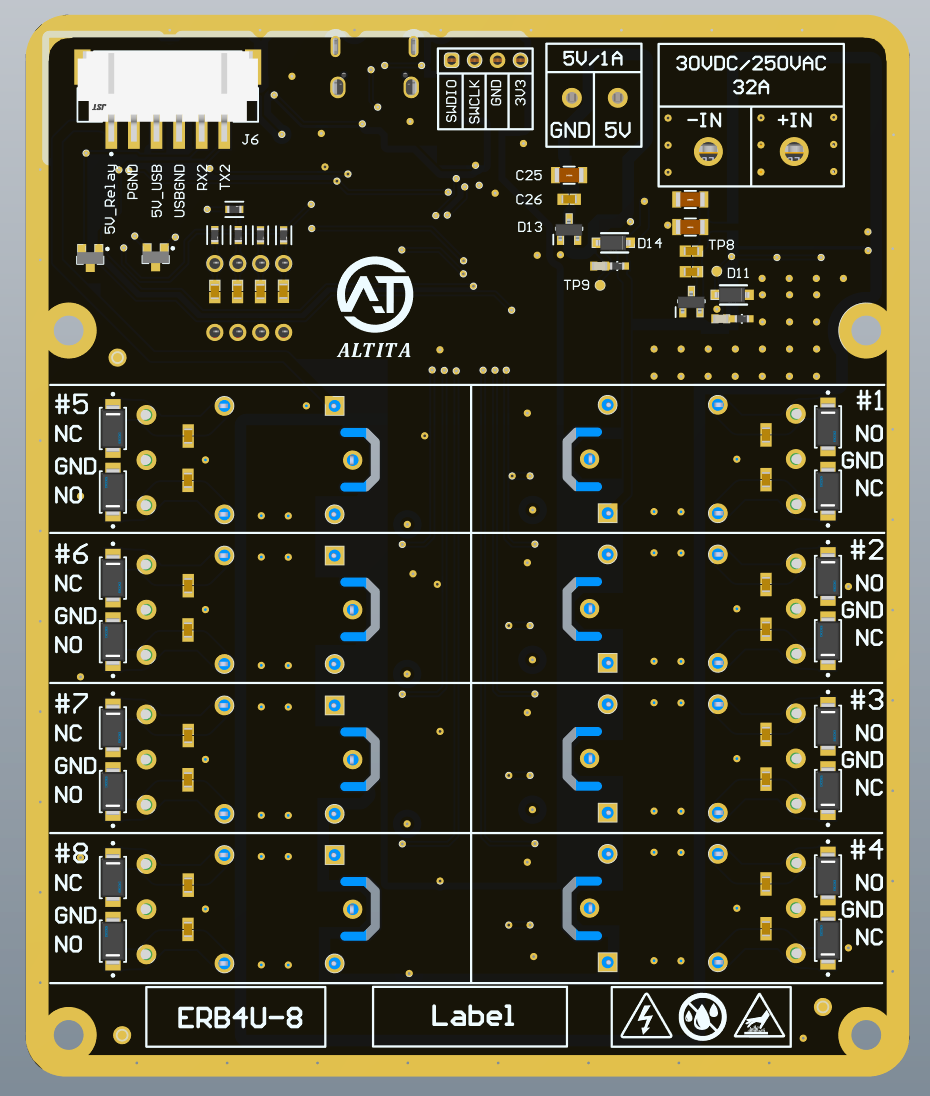 JST
J6
5V_Relay
PGND
5V_USB
USBGND
RX2
TX2
SWDIO
SWCLK
GND
3V3
5V/1A
GND 5V
30VDC/250VAC
32A
-IN +IN
C25
C26
D13
D14
TP9
TP8
D11
ALTITA
#5
NC
GND
NO
#1
NO
GND
NC
#6
NC
GND
NO
#2
NO
GND
NC
#7
NC
GND
NO
#3
NO
GND
NC
#8
NC
GND
NO
#4
NO
GND
NC
ERB4U-8
Label